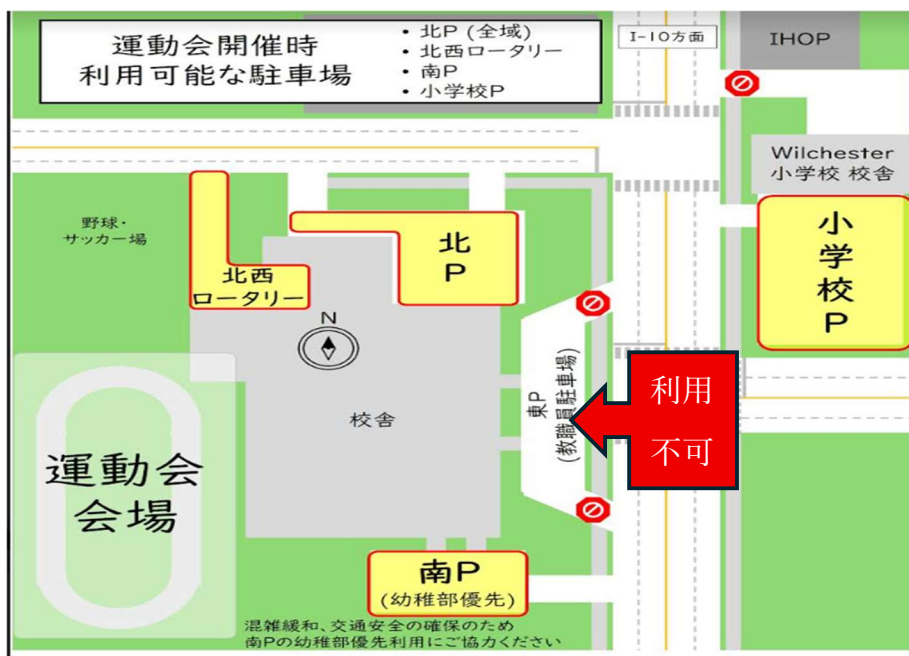 運動会開催時
利用可能な駐車場
• 北P (全域)
• 北西ロータリー
• 南P
• 小学校P
I-10方面
IHOP
Wilchester
小学校 校舎
野球・
サッカー場
北西
ロータリー
北
P
小
学
校
P
N
校舎
東P
(教職員駐車場)
利用
不可
運動会
会場
南P
(幼稚部優先)
混雑緩和、交通安全の確保のため
南Pの幼稚部優先利用にご協力ください